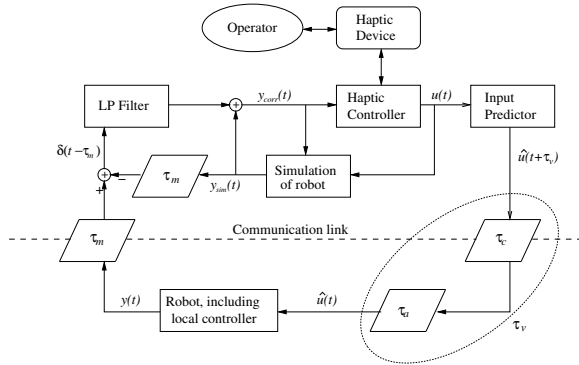 Operator
Haptic
Device
LP Filter
y_corr(t)
Haptic
Controller
u(t)
Input
Predictor
δ(t−τ_m)
+
−
+
τ_m
y_sim(t)
Simulation
of robot
û(t+τ_v)
τ_m
Communication link
τ_c
y(t)
Robot, including
local controller
û(t)
τ_a
τ_v